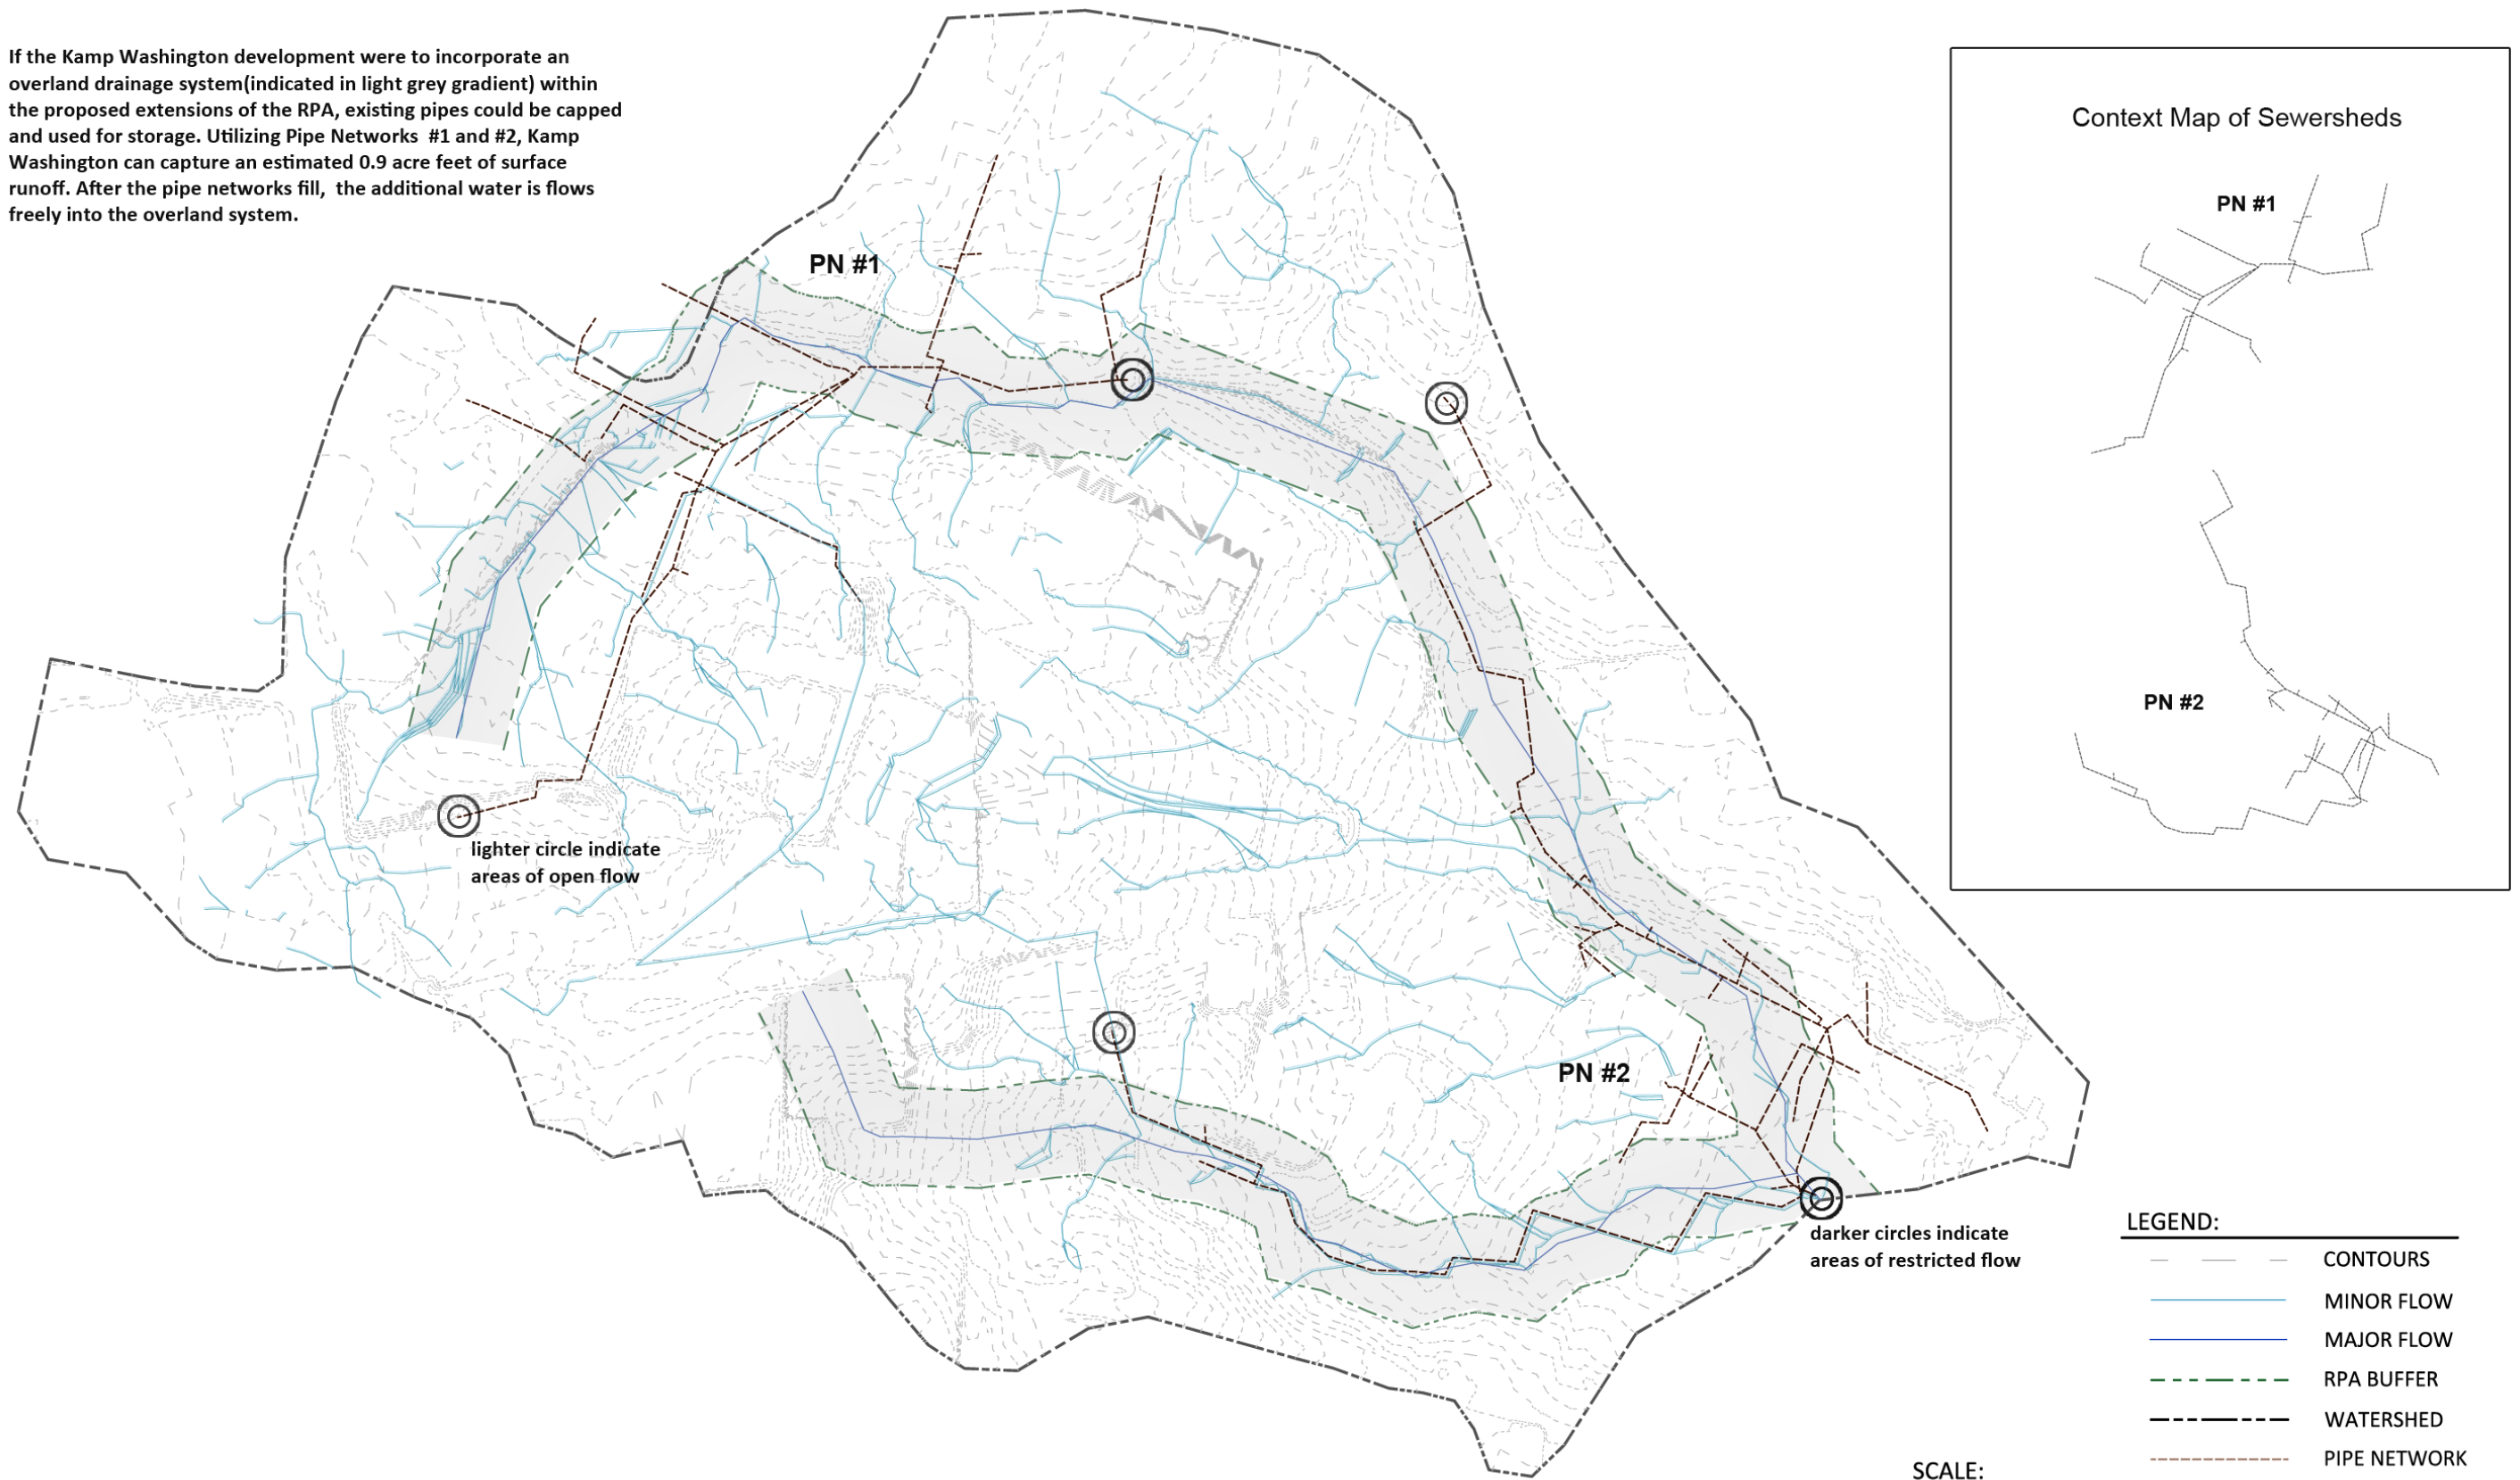 If the Kamp Washington development were to incorporate an
overland drainage system(indicated in light grey gradient) within
the proposed extensions of the RPA, existing pipes could be capped
and used for storage. Utilizing Pipe Networks  #1 and #2, Kamp
Washington can capture an estimated 0.9 acre feet of surface
runoff. After the pipe networks fill,  the additional water is flows
freely into the overland system.
Context Map of Sewersheds
PN #1
PN #2
PN #1
lighter circle indicate
areas of open flow
PN #2
darker circles indicate
areas of restricted flow
LEGEND:
CONTOURS
MINOR FLOW
MAJOR FLOW
RPA BUFFER
WATERSHED
PIPE NETWORK
SCALE: